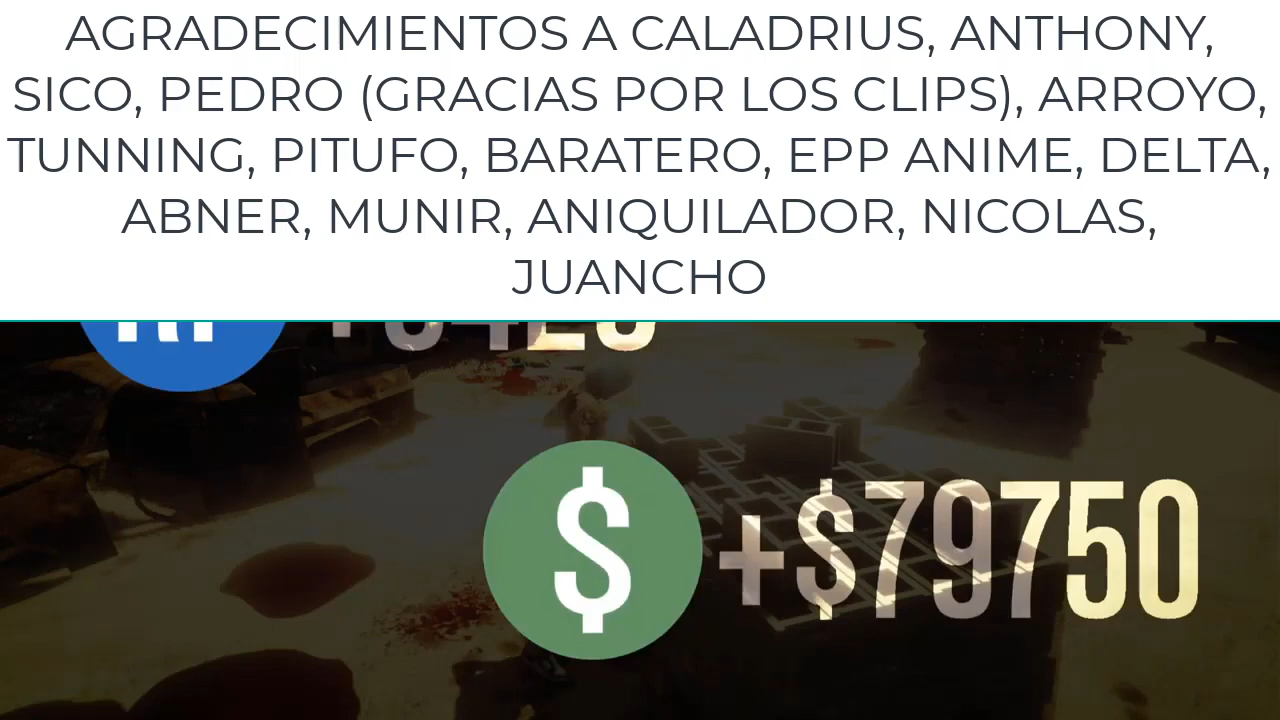 AGRADECIMIENTOS A CALADRIUS, ANTHONY,
SICO, PEDRO (GRACIAS POR LOS CLIPS), ARROYO,
TUNNING, PITUFO, BARATERO, EPP ANIME, DELTA,
ABNER, MUNIR, ANIQUILADOR, NICOLAS,
JUANCHO
$ +$79750